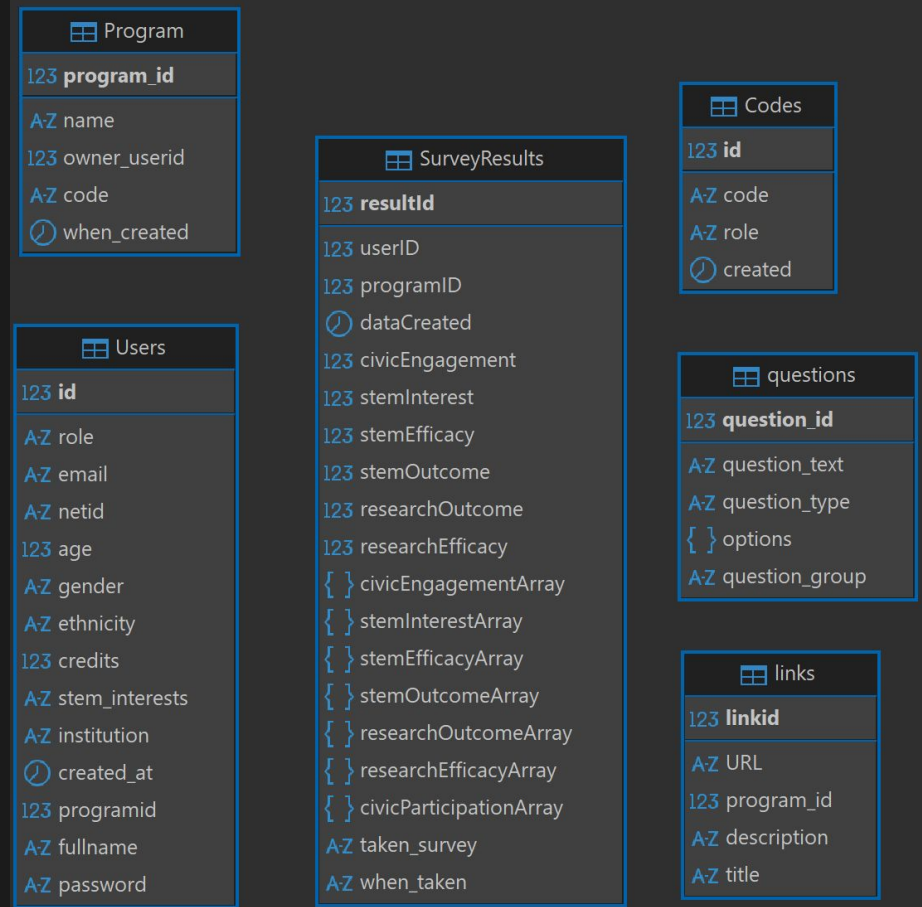 Program
123 program_id
A-Z name
123 owner_userid
A-Z code
when_created
Users
123 id
A-Z role
A-Z email
A-Z netid
123 age
A-Z gender
A-Z ethnicity
123 credits
A-Z stem_interests
A-Z institution
created_at
123 programid
A-Z fullname
A-Z password
SurveyResults
123 resultId
123 userID
123 programID
dataCreated
123 civicEngagement
123 stemInterest
123 stemEfficacy
123 stemOutcome
123 researchOutcome
123 researchEfficacy
{ } civicEngagementArray
{ } stemInterestArray
{ } stemEfficacyArray
{ } stemOutcomeArray
{ } researchOutcomeArray
{ } researchEfficacyArray
{ } civicParticipationArray
A-Z taken_survey
A-Z when_taken
Codes
123 id
A-Z code
A-Z role
created
questions
123 question_id
A-Z question_text
A-Z question_type
{ } options
A-Z question_group
links
123 linkid
A-Z URL
123 program_id
A-Z description
A-Z title